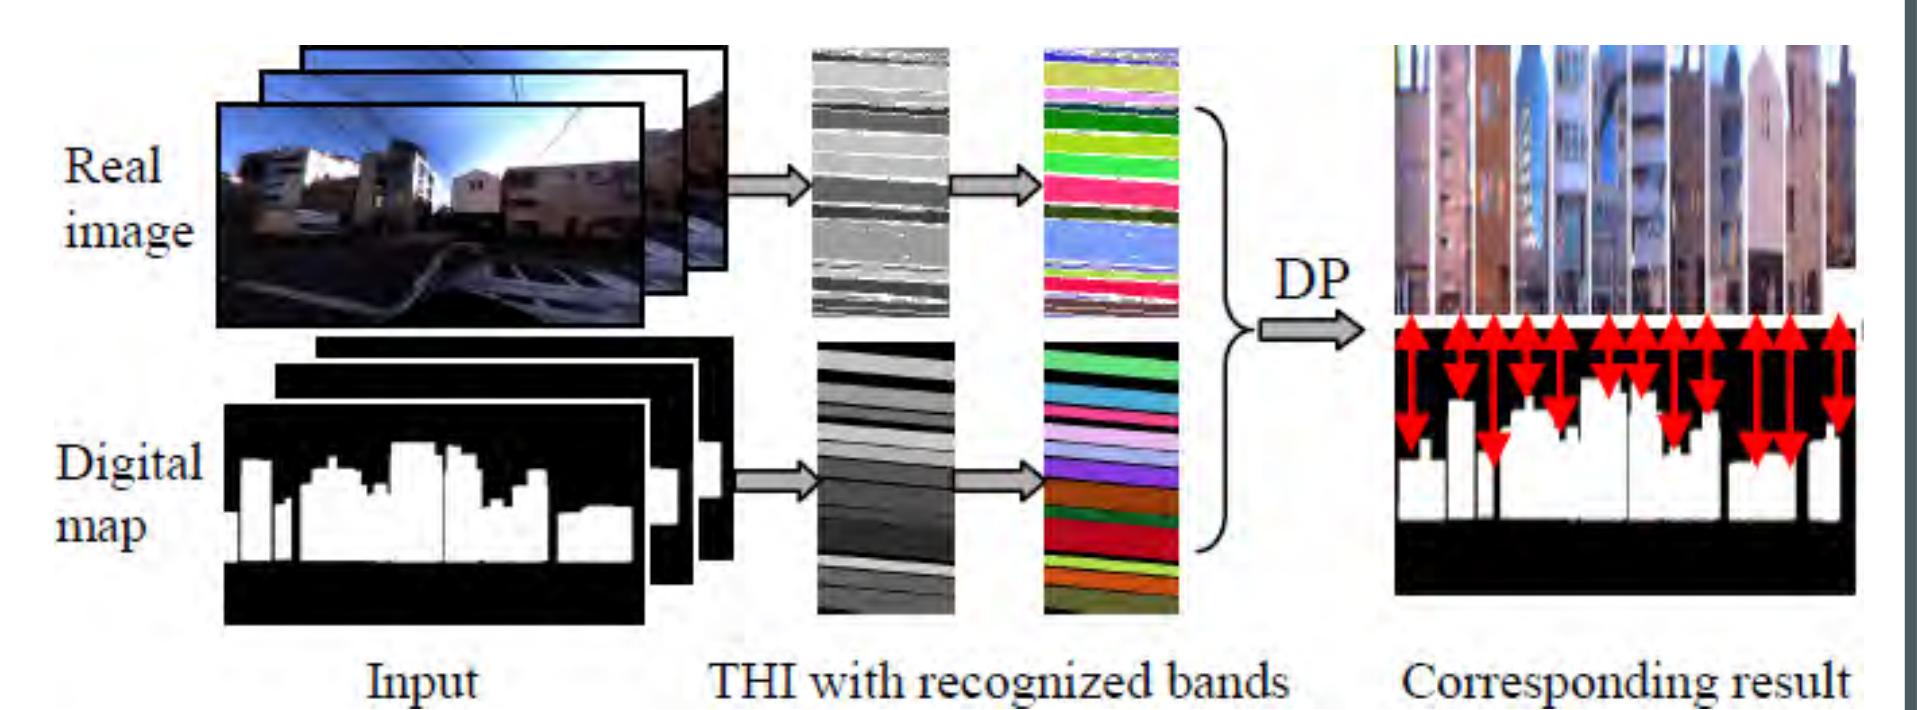 Real
image
DP
Digital
map
Input
THI with recognized bands
Corresponding result